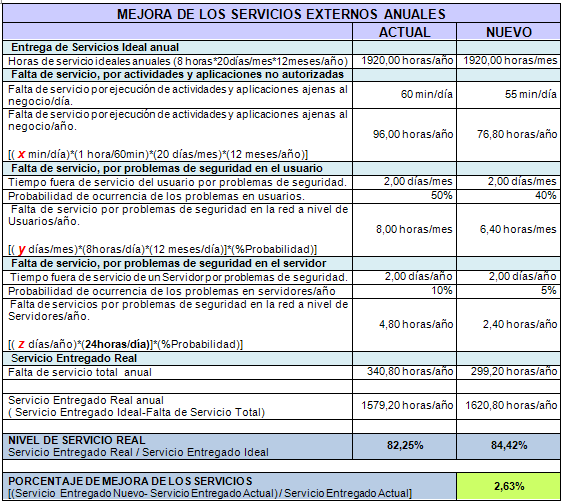 MEJORA DE LOS SERVICIOS EXTERNOS ANUALES
ACTUAL NUEVO
Entrega de Servicios Ideal anual
Horas de servicio ideales anuales (8 horas*20días/mes*12meses/año) 1920,00 horas/año 1920,00 horas/mes
Falta de servicio, por actividades y aplicaciones no autorizadas
Falta de servicio por ejecución de actividades y aplicaciones ajenas al
negocio/día. 60 min/día 55 min/día
Falta de servicio por ejecución de actividades y aplicaciones ajenas al
negocio/año. 96,00 horas/año 76,80 horas/año
[( x min/día)*(1 hora/60min)*(20 días/mes)*(12 meses/año)]
Falta de servicio, por problemas de seguridad en el usuario
Tiempo fuera de servicio del usuario por problemas de seguridad. 2,00 días/mes 2,00 días/mes
Probabilidad de ocurrencia de los problemas en usuarios. 50% 40%
Falta de servicio, por problemas de seguridad en la red a nivel de
Usuarios/año. 8,00 horas/mes 6,40 horas/mes
[( y días/mes)*(8horas/día)*(12 meses/día)]*(%Probabilidad)]
Falta de servicio, por problemas de seguridad en el servidor
Tiempo fuera de servicio de un Servidor por problemas de seguridad. 2,00 días/año 2,00 días/año
Probabilidad de ocurrencia de los problemas en servidores/año 10% 5%
Falta de servicios por problemas de seguridad en la red a nivel de
Servidores/año. 4,80 horas/año 2,40 horas/año
[( z días/año)*(24horas/día)]*(%Probabilidad)]
Servicio Entregado Real
Falta de servicio total anual 340,80 horas/año 299,20 horas/año
Servicio Entregado Real anual 1579,20 horas/año 1620,80 horas/año
( Servicio Entregado Ideal-Falta de Servicio Total)
NIVEL DE SERVICIO REAL 82,25% 84,42%
Servicio Entregado Real / Servicio Entregado Ideal
PORCENTAJE DE MEJORA DE LOS SERVICIOS 2,63%
[(Servicio Entregado Nuevo- Servicio Entregado Actual) / Servicio Entregado Actual]